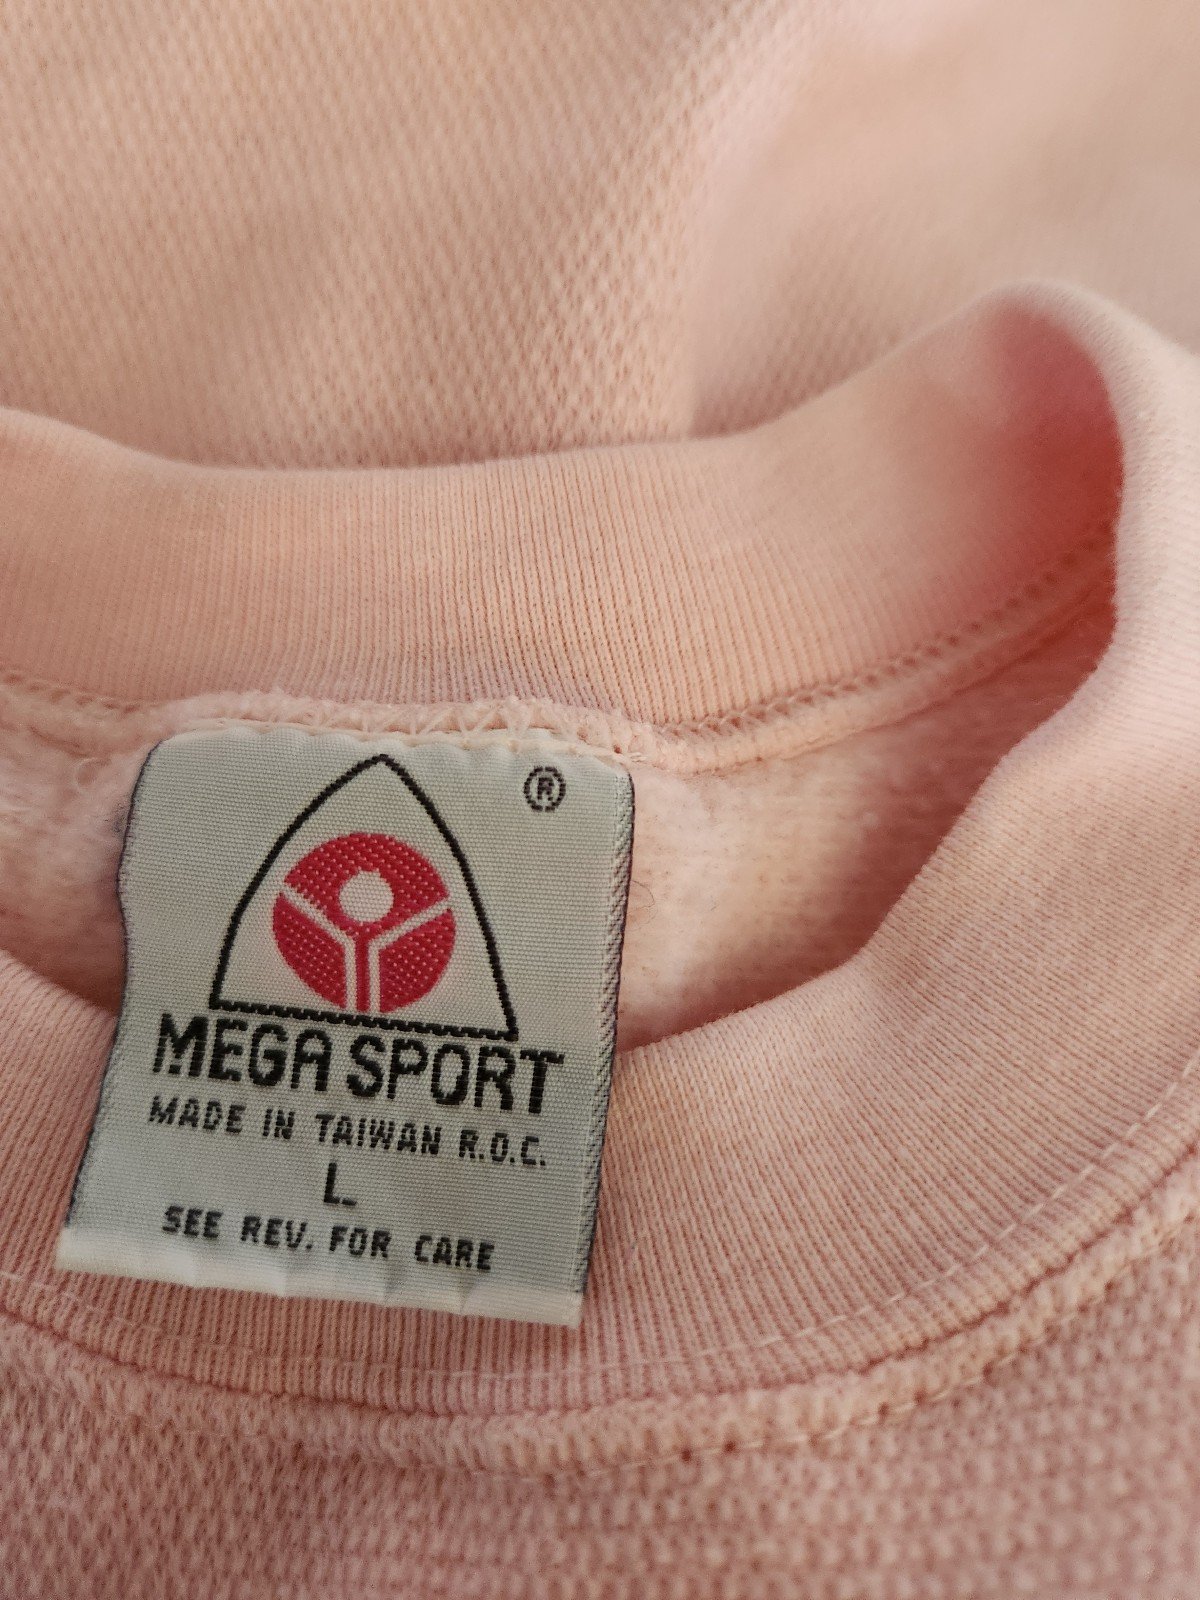 ®
MEGA SPORT
MADE IN TAIWAN R.O.C.
L
SEE REV. FOR CARE